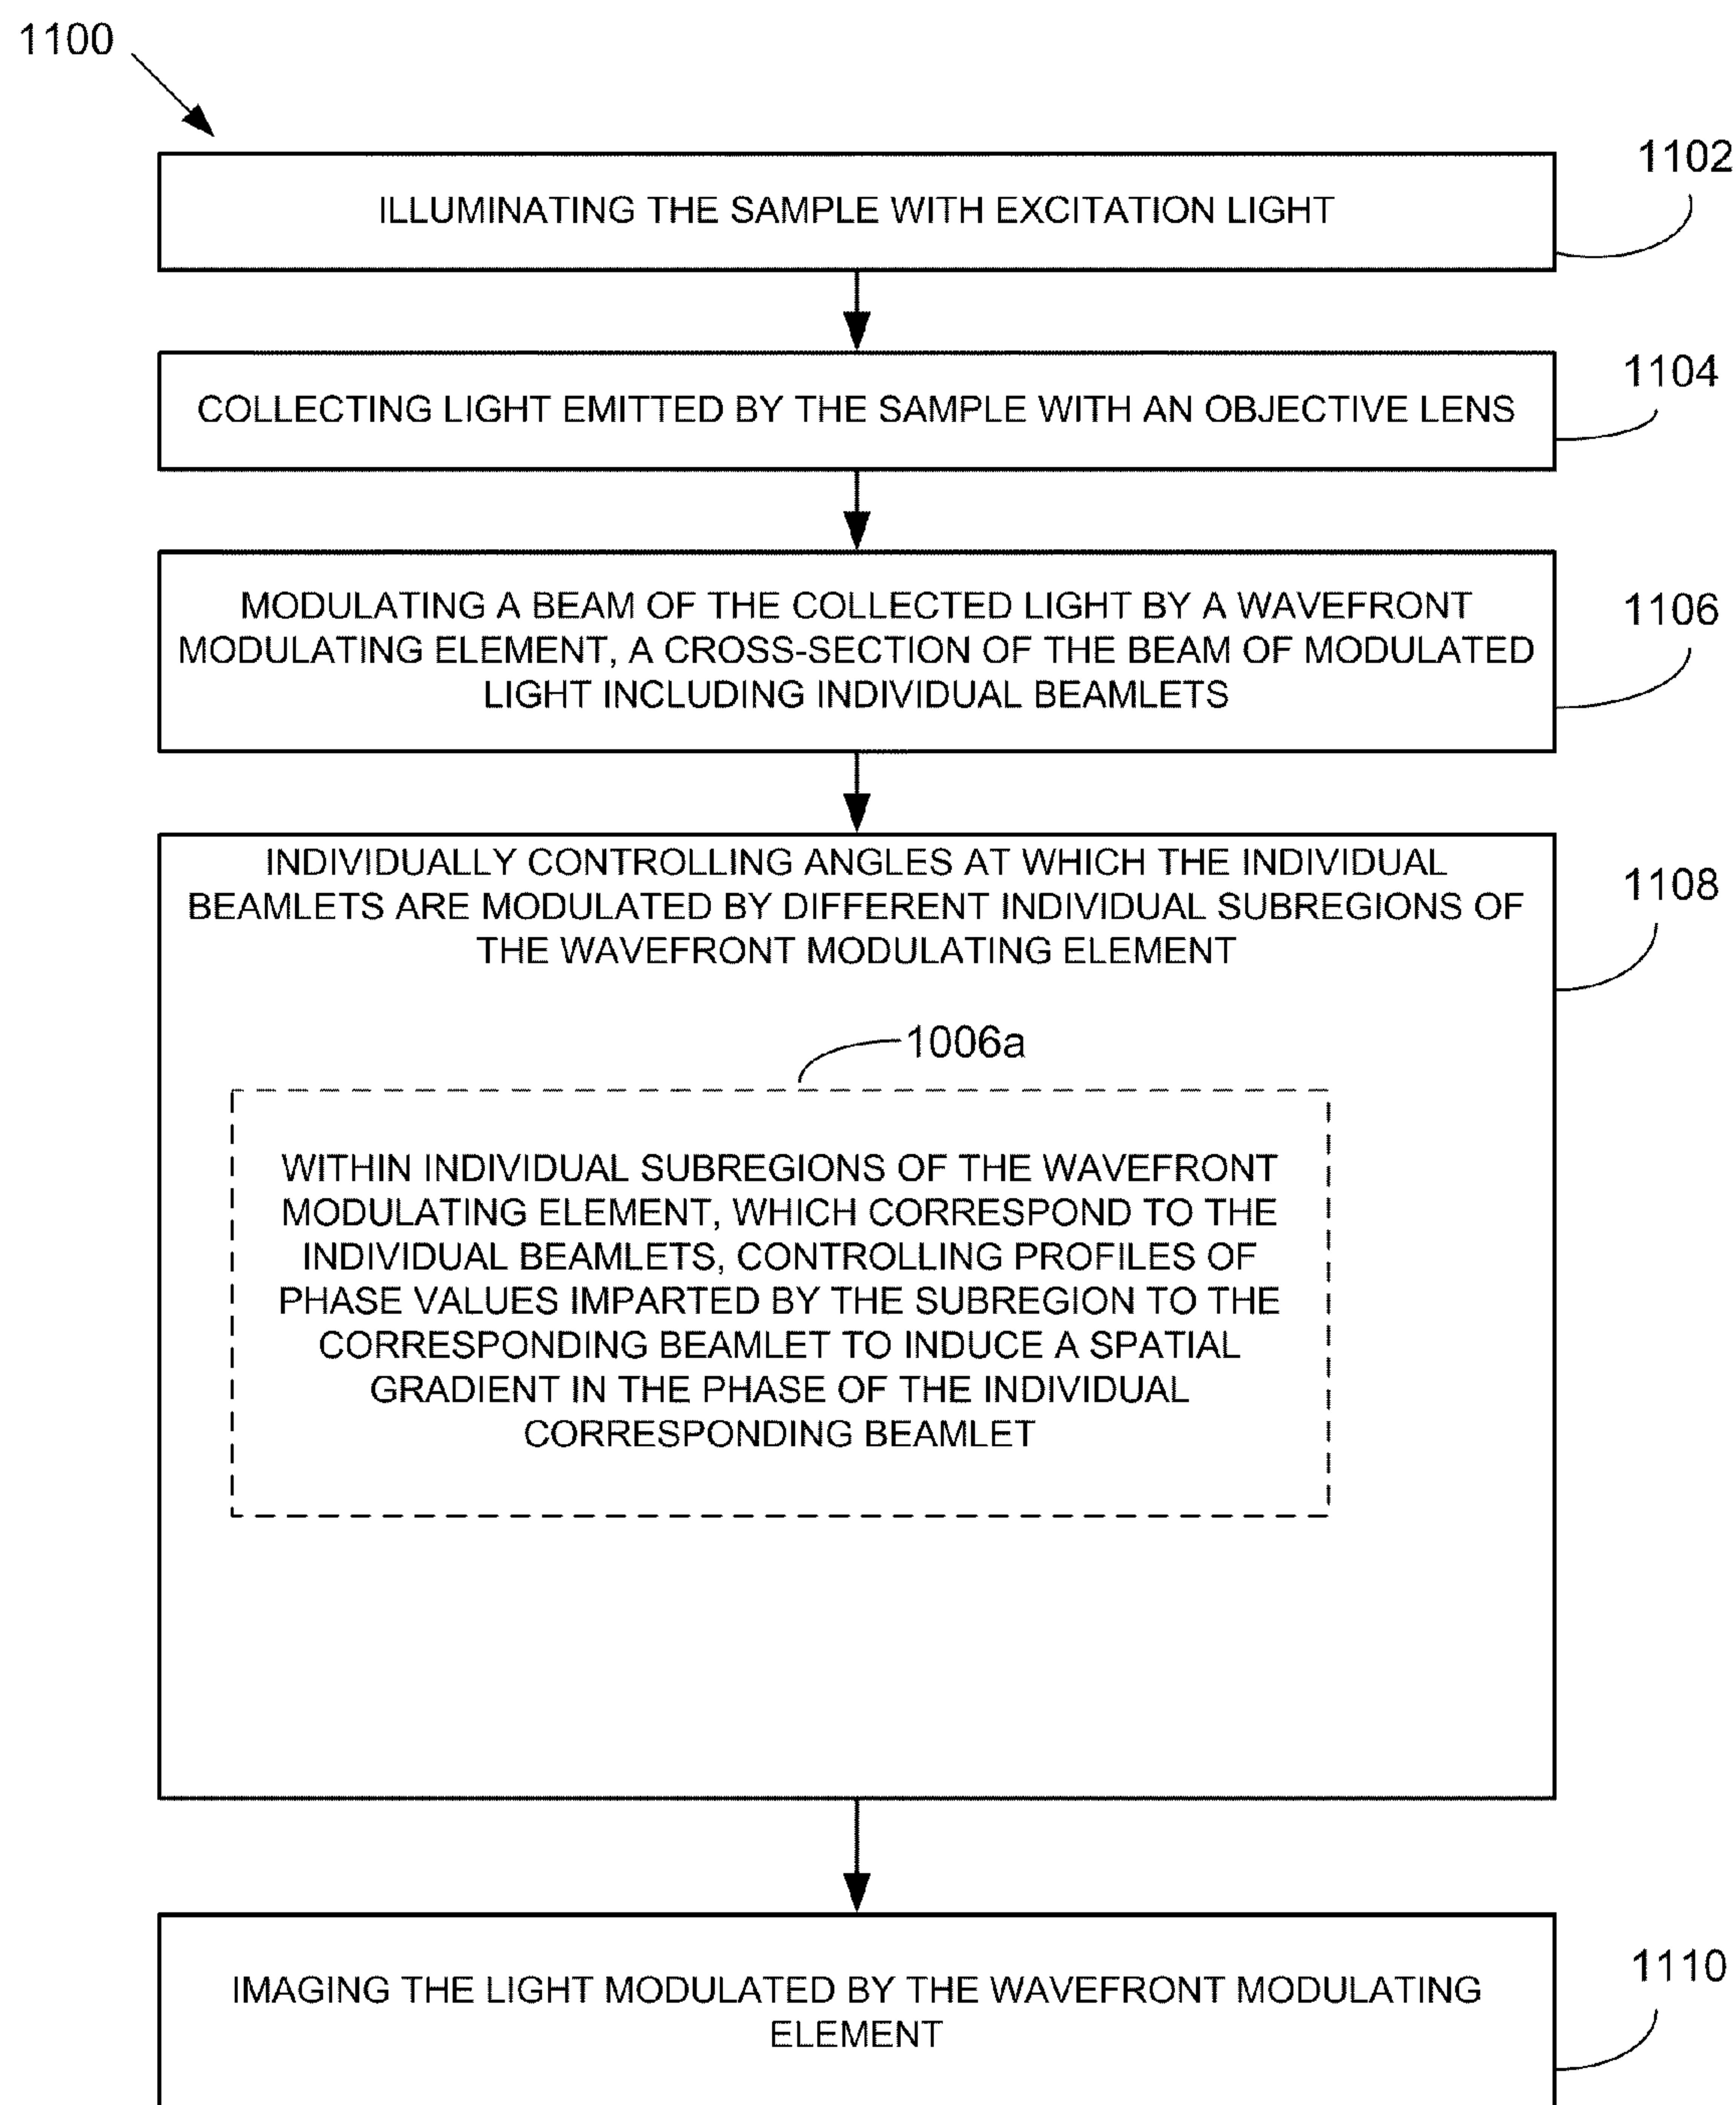 1100
1102
ILLUMINATING THE SAMPLE WITH EXCITATION LIGHT
1104
COLLECTING LIGHT EMITTED BY THE SAMPLE WITH AN OBJECTIVE LENS
1106
MODULATING A BEAM OF THE COLLECTED LIGHT BY A WAVEFRONT
MODULATING ELEMENT, A CROSS-SECTION OF THE BEAM OF MODULATED
LIGHT INCLUDING INDIVIDUAL BEAMLETS
1108
INDIVIDUALLY CONTROLLING ANGLES AT WHICH THE INDIVIDUAL
BEAMLETS ARE MODULATED BY DIFFERENT INDIVIDUAL SUBREGIONS OF
THE WAVEFRONT MODULATING ELEMENT
1006a
WITHIN INDIVIDUAL SUBREGIONS OF THE WAVEFRONT
MODULATING ELEMENT, WHICH CORRESPOND TO THE
INDIVIDUAL BEAMLETS, CONTROLLING PROFILES OF
PHASE VALUES IMPARTED BY THE SUBREGION TO THE
CORRESPONDING BEAMLET TO INDUCE A SPATIAL
GRADIENT IN THE PHASE OF THE INDIVIDUAL
CORRESPONDING BEAMLET
1110
IMAGING THE LIGHT MODULATED BY THE WAVEFRONT MODULATING
ELEMENT